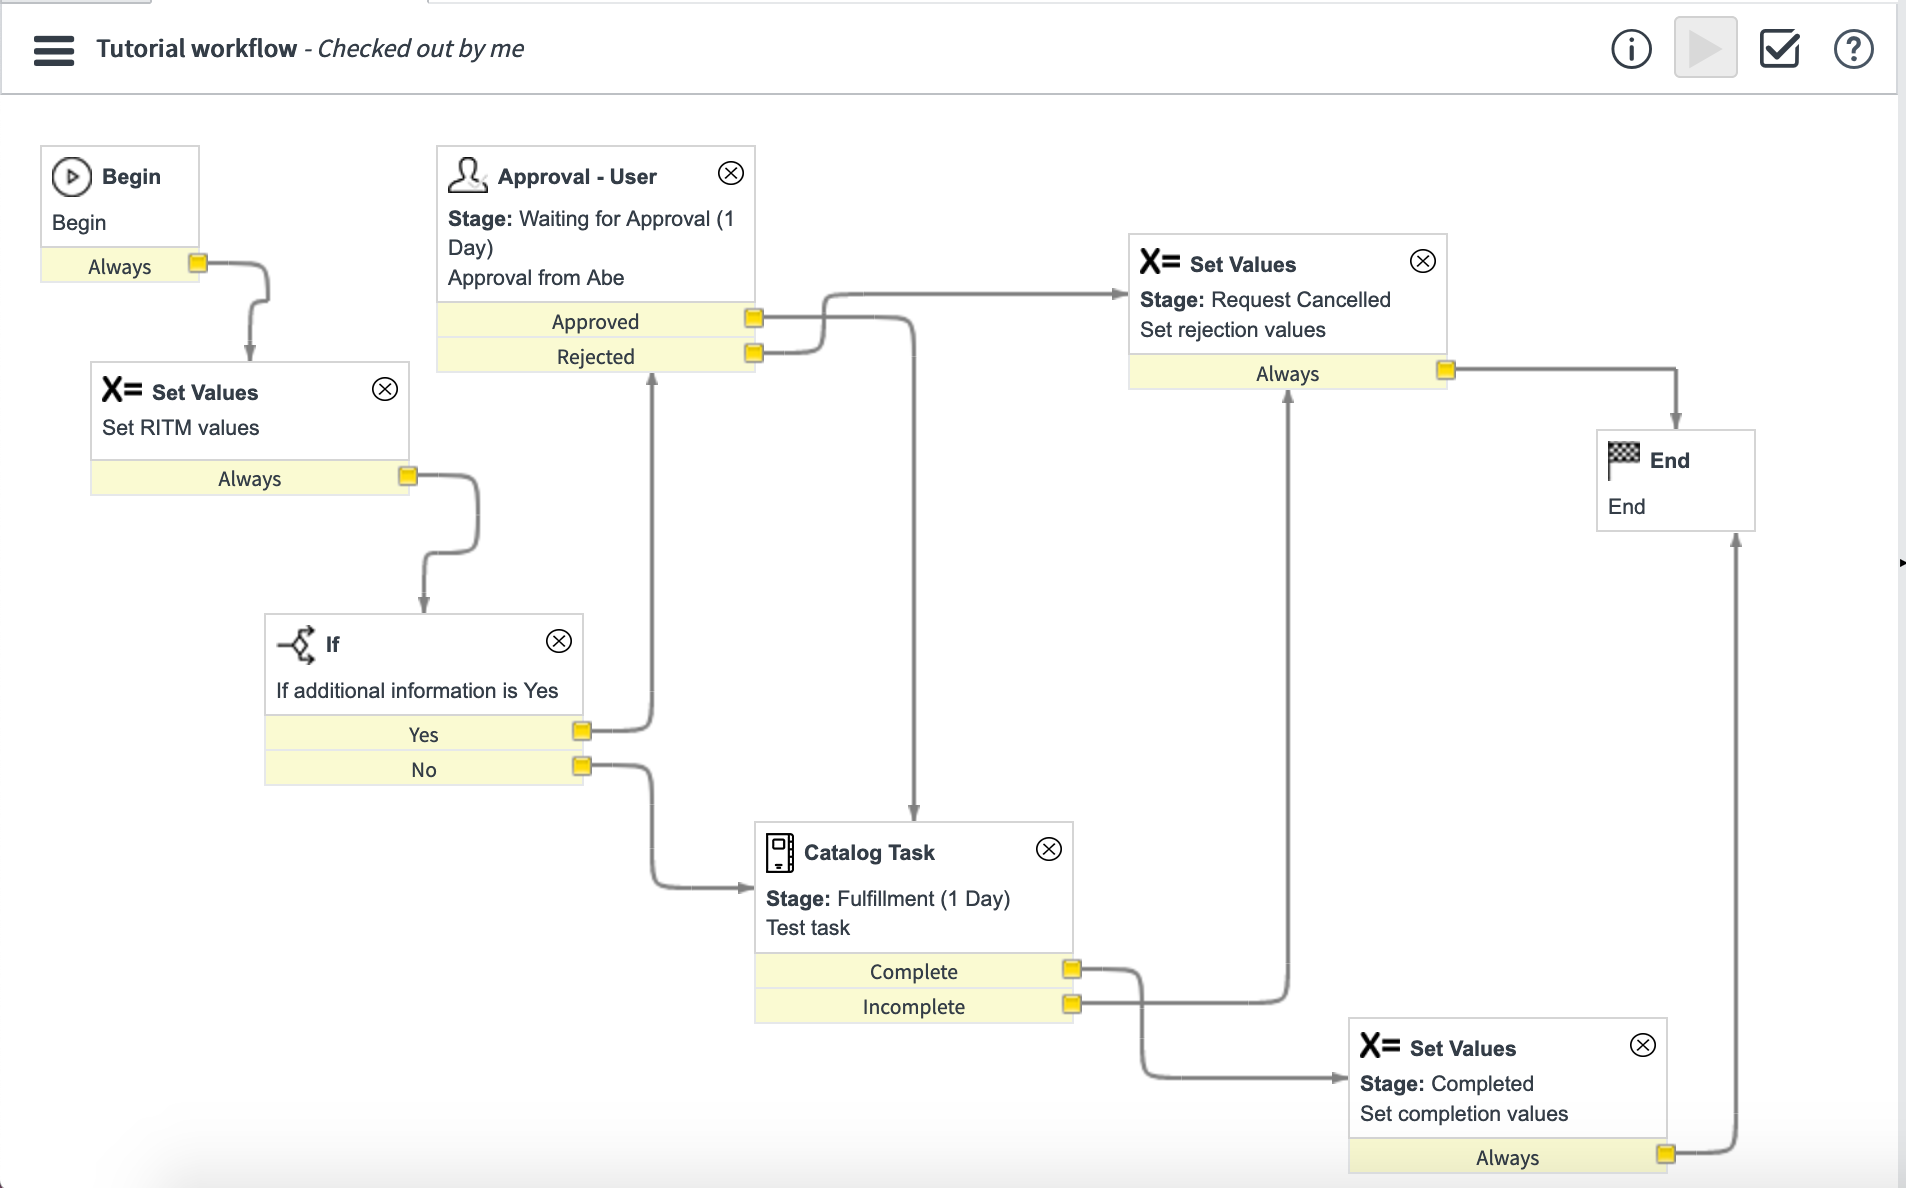 Tutorial workflow - Checked out by me
Begin
Begin
Always
Approval - User
Stage: Waiting for Approval (1
Day)
Approval from Abe
Approved
Rejected
X= Set Values
Stage: Request Cancelled
Set rejection values
Always
X= Set Values
Set RITM values
Always
End
End
If
If additional information is Yes
Yes
No
Catalog Task
Stage: Fulfillment (1 Day)
Test task
Complete
Incomplete
X= Set Values
Stage: Completed
Set completion values
Always